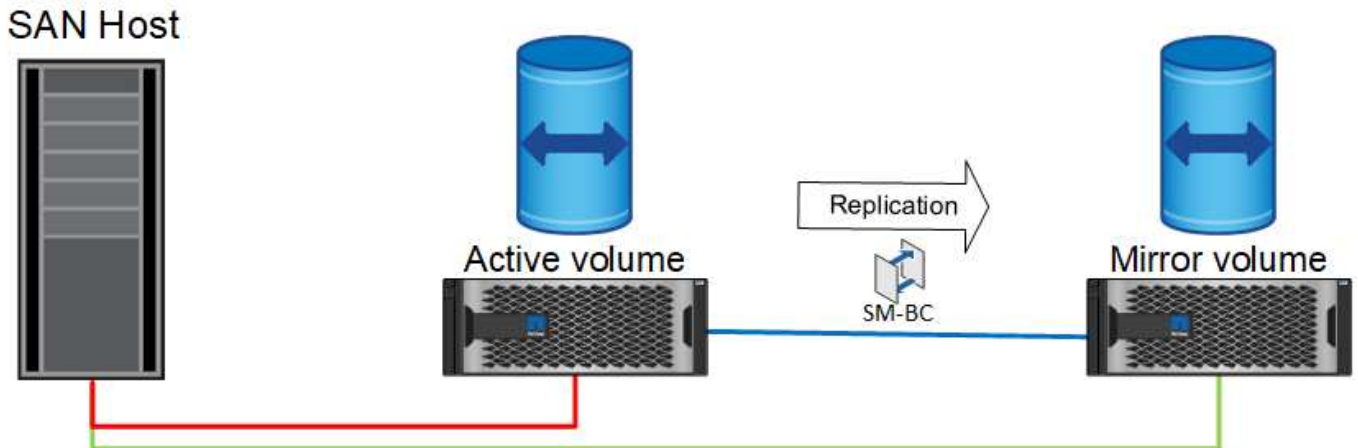 SAN Host
Replication
Active volume
Mirror volume
SM-BC